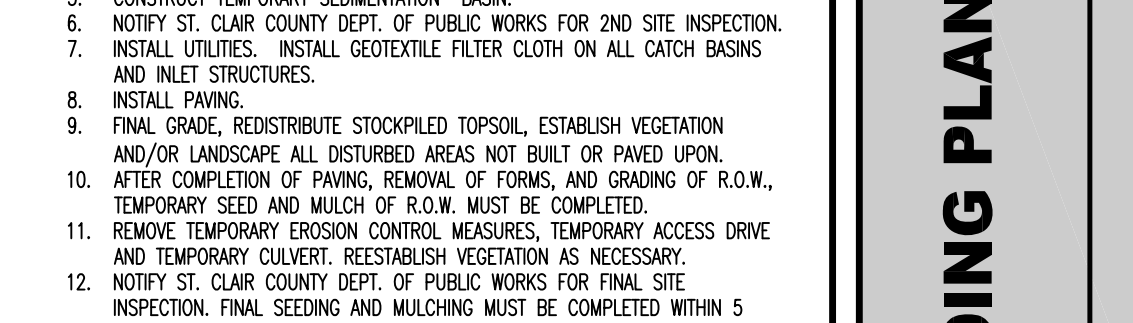 5. CONSTRUCT TEMPORARY SEDIMENTATION BASIN.
6. NOTIFY ST. CLAIR COUNTY DEPT. OF PUBLIC WORKS FOR 2ND SITE INSPECTION.
7. INSTALL UTILITIES. INSTALL GEOTEXTILE FILTER CLOTH ON ALL CATCH BASINS
AND INLET STRUCTURES.
8. INSTALL PAVING.
9. FINAL GRADE, REDISTRIBUTE STOCKPILED TOPSOIL, ESTABLISH VEGETATION
AND/OR LANDSCAPE ALL DISTURBED AREAS NOT BUILT OR PAVED UPON.
10. AFTER COMPLETION OF PAVING, REMOVAL OF FORMS, AND GRADING OF R.O.W.,
TEMPORARY SEED AND MULCH OF R.O.W. MUST BE COMPLETED.
11. REMOVE TEMPORARY EROSION CONTROL MEASURES, TEMPORARY ACCESS DRIVE
AND TEMPORARY CULVERT. REESTABLISH VEGETATION AS NECESSARY.
12. NOTIFY ST. CLAIR COUNTY DEPT. OF PUBLIC WORKS FOR FINAL SITE
INSPECTION. FINAL SEEDING AND MULCHING MUST BE COMPLETED WITHIN 5
DING PLAN